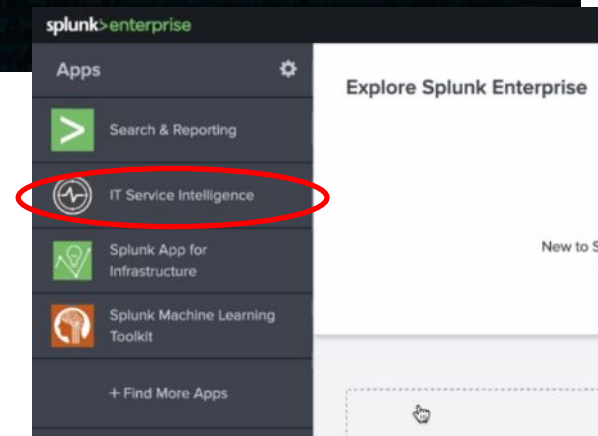 splunk>enterprise
Apps
Explore Splunk Enterprise
Search & Reporting
IT Service Intelligence
Splunk App for
Infrastructure
New to S
Splunk Machine Learning
Toolkit
+ Find More Apps